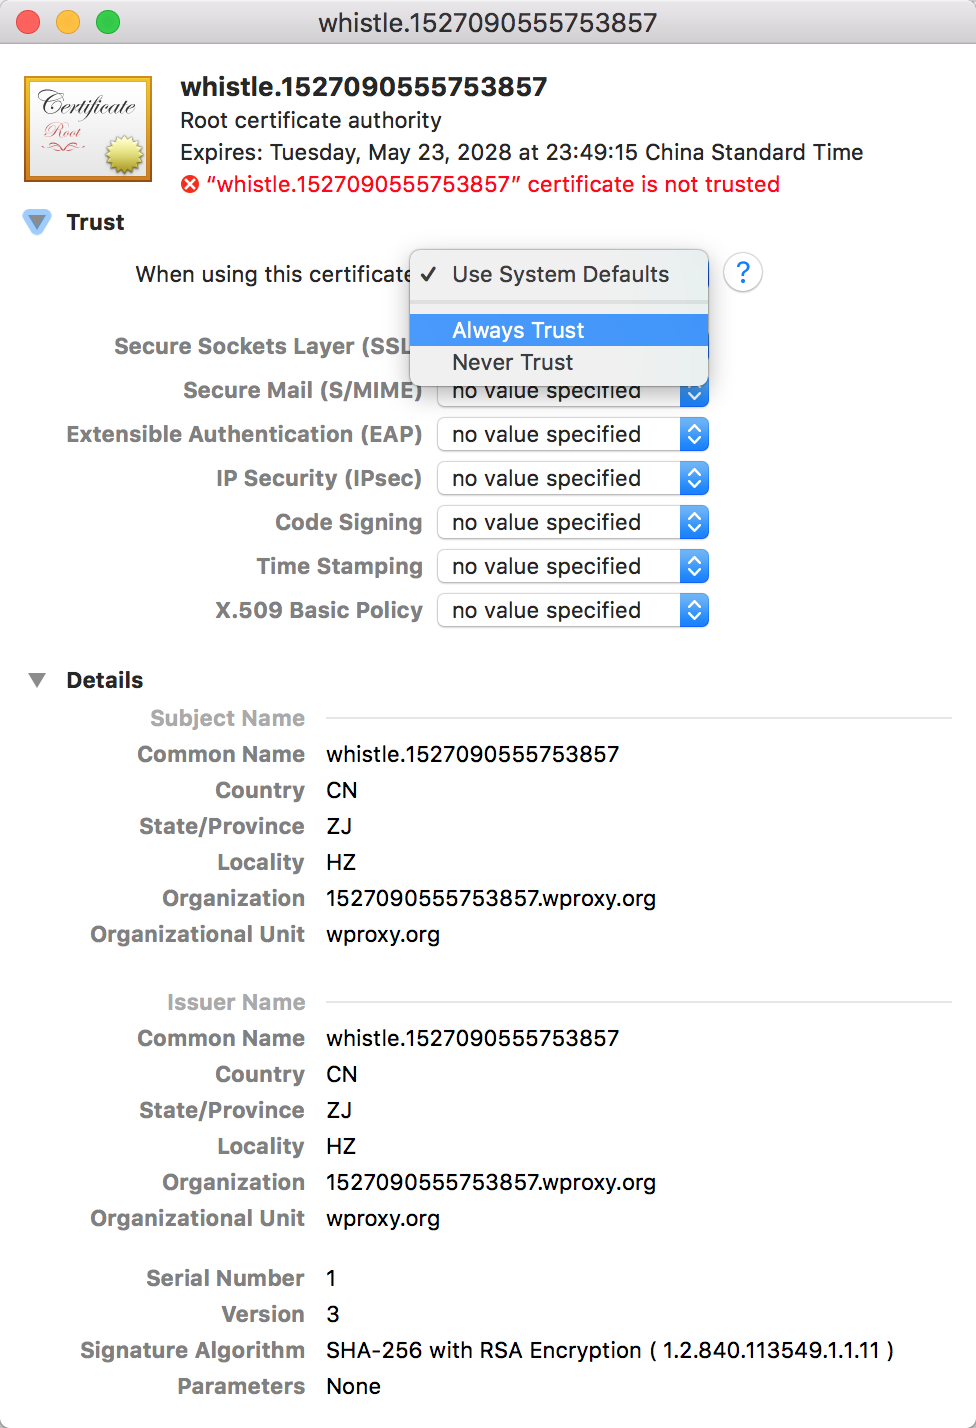 whistle.1527090555753857
Certificate
Root
whistle.1527090555753857
Root certificate authority
Expires: Tuesday, May 23, 2028 at 23:49:15 China Standard Time
“whistle.1527090555753857” certificate is not trusted
Trust
When using this certificate
✓ Use System Defaults
?
Always Trust
Never Trust
Secure Sockets Layer (SSL
Secure Mail (S/MIME) no value specified
Extensible Authentication (EAP) no value specified
IP Security (IPsec) no value specified
Code Signing no value specified
Time Stamping no value specified
X.509 Basic Policy no value specified
Details
Subject Name
Common Name whistle.1527090555753857
Country CN
State/Province ZJ
Locality HZ
Organization 1527090555753857.wproxy.org
Organizational Unit wproxy.org
Issuer Name
Common Name whistle.1527090555753857
Country CN
State/Province ZJ
Locality HZ
Organization 1527090555753857.wproxy.org
Organizational Unit wproxy.org
Serial Number 1
Version 3
Signature Algorithm SHA-256 with RSA Encryption ( 1.2.840.113549.1.1.11 )
Parameters None